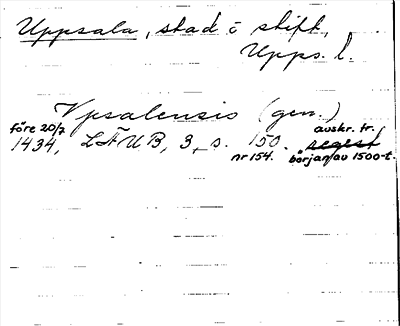 Uppsala, stad o stift,
Upps. l.
Vpsalensis (gen.)
före 20/7 avskr. fr.
1434, LÄUB, 3, s. 150. regest
nr 154. början av 1500-t.